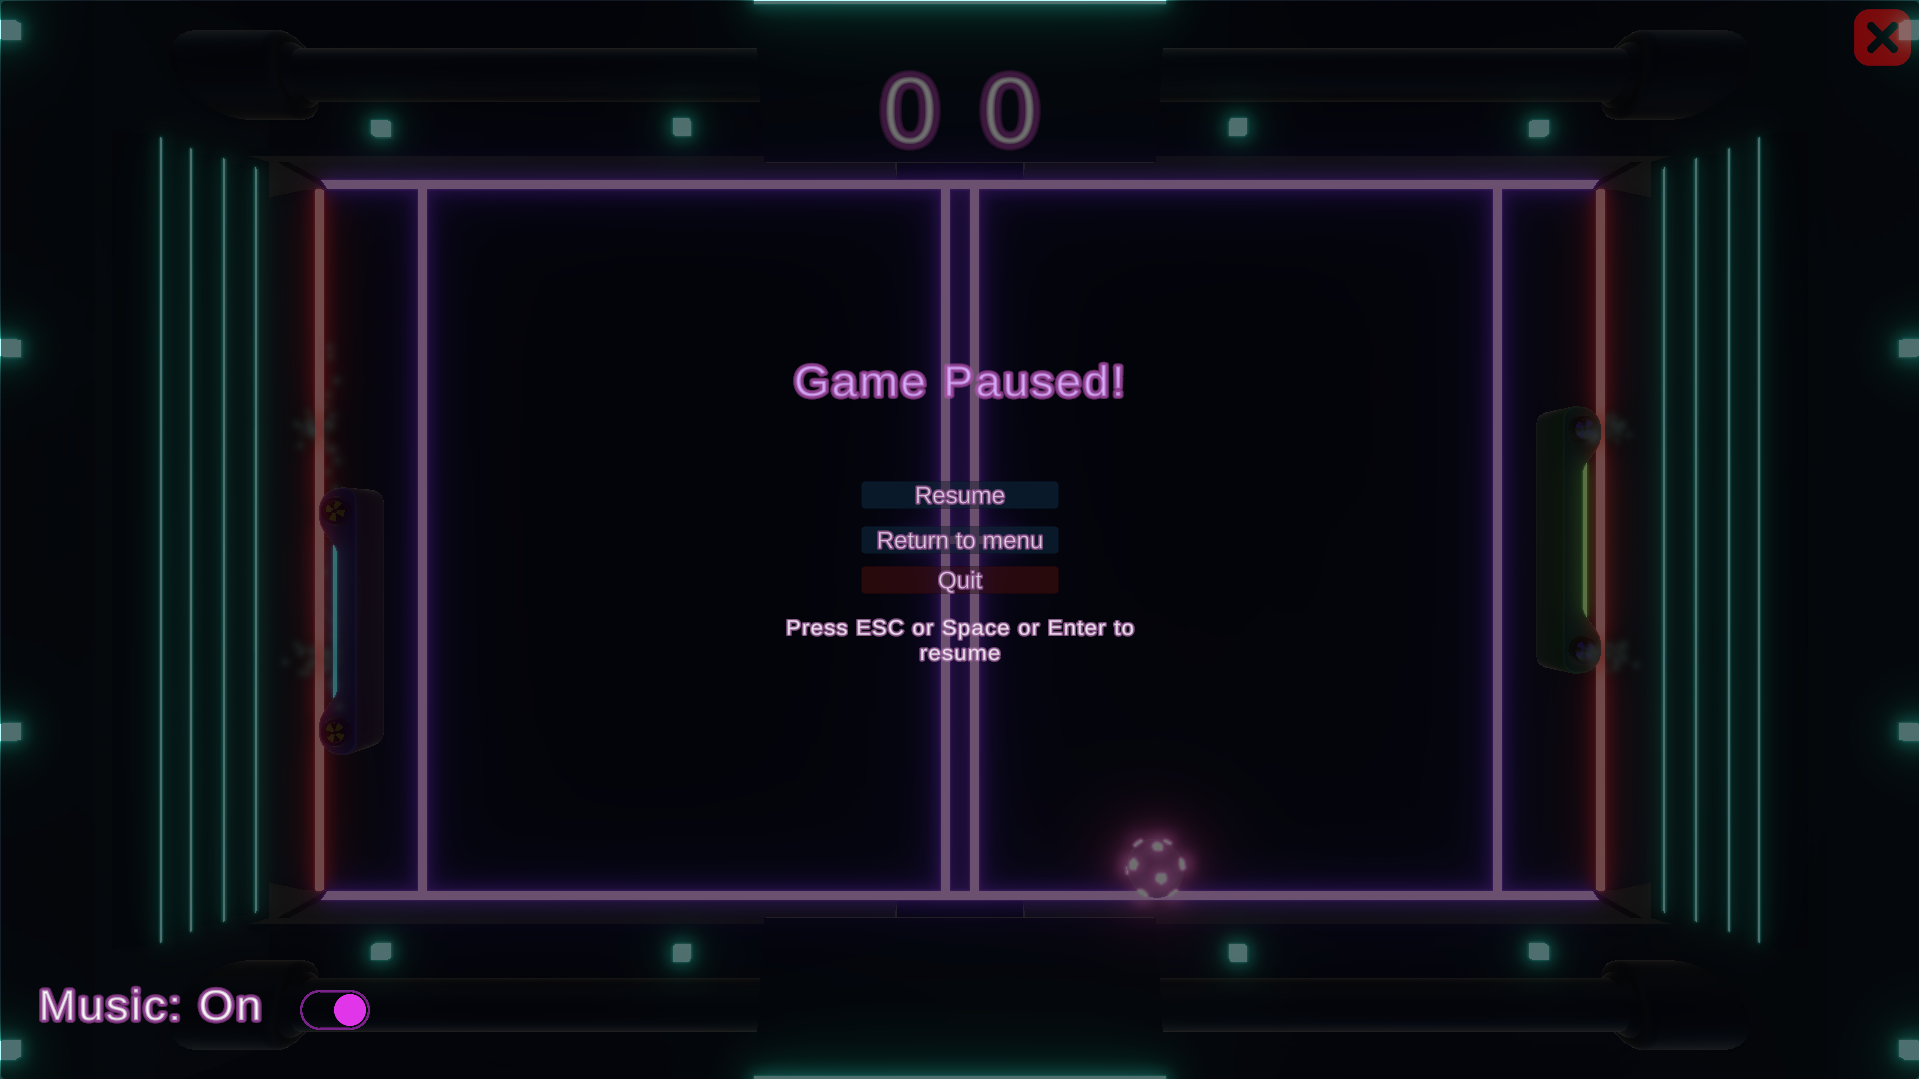 0 0
Game Paused!
Resume
Return to menu
Quit
Press ESC or Space or Enter to
resume
Music: On